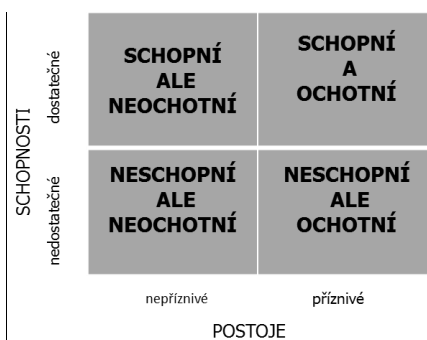 SCHOPNOSTI
dostatečné
nedostatečné
SCHOPNÍ
ALE
NEOCHOTNÍ
SCHOPNÍ
A
OCHOTNÍ
NESCHOPNÍ
ALE
NEOCHOTNÍ
NESCHOPNÍ
ALE
OCHOTNÍ
nepříznivé
příznivé
POSTOJE